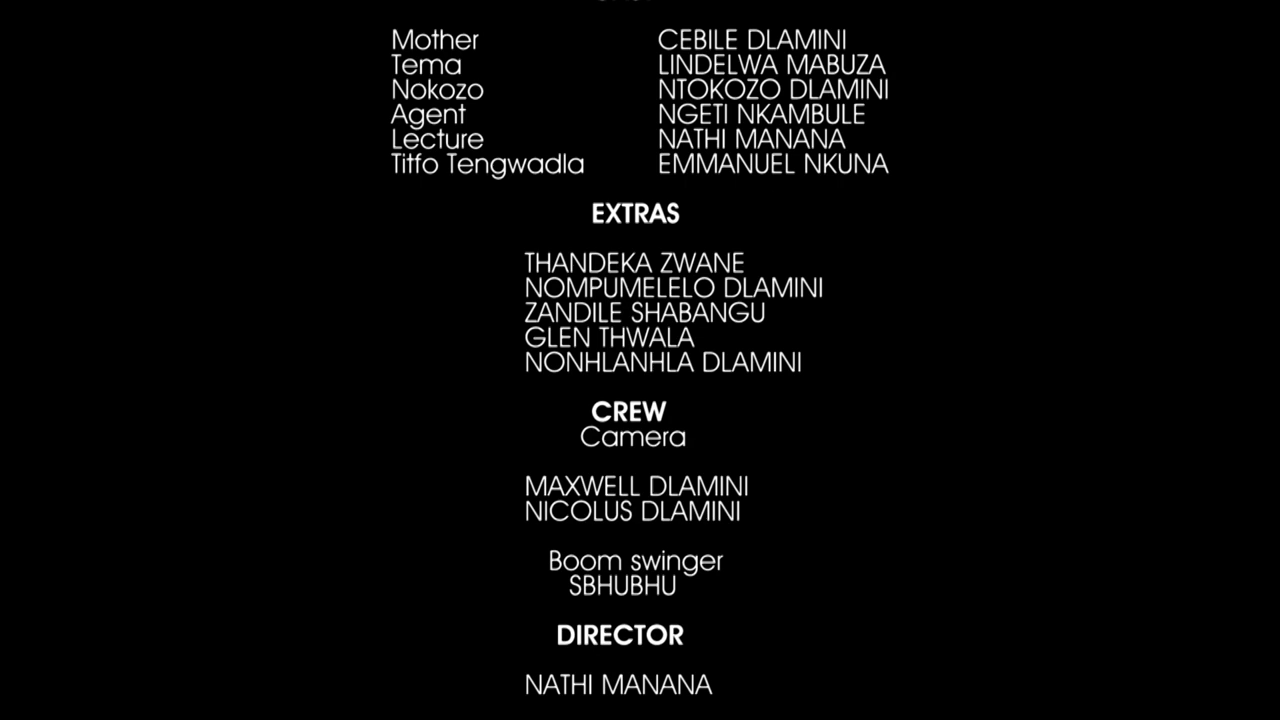 Mother CEBILE DLAMINI
Tema LINDELWA MABUZA
Nokozo NTOKOZO DLAMINI
Agent NGETI NKAMBULE
Lecture NATHI MANANA
Titfo Tengwadla EMMANUEL NKUNA
EXTRAS
THANDEKA ZWANE
NOMPUMELELO DLAMINI
ZANDILE SHABANGU
GLEN THWALA
NONHLANHLA DLAMINI
CREW
Camera
MAXWELL DLAMINI
NICOLUS DLAMINI
Boom swinger
SBHUBHU
DIRECTOR
NATHI MANANA